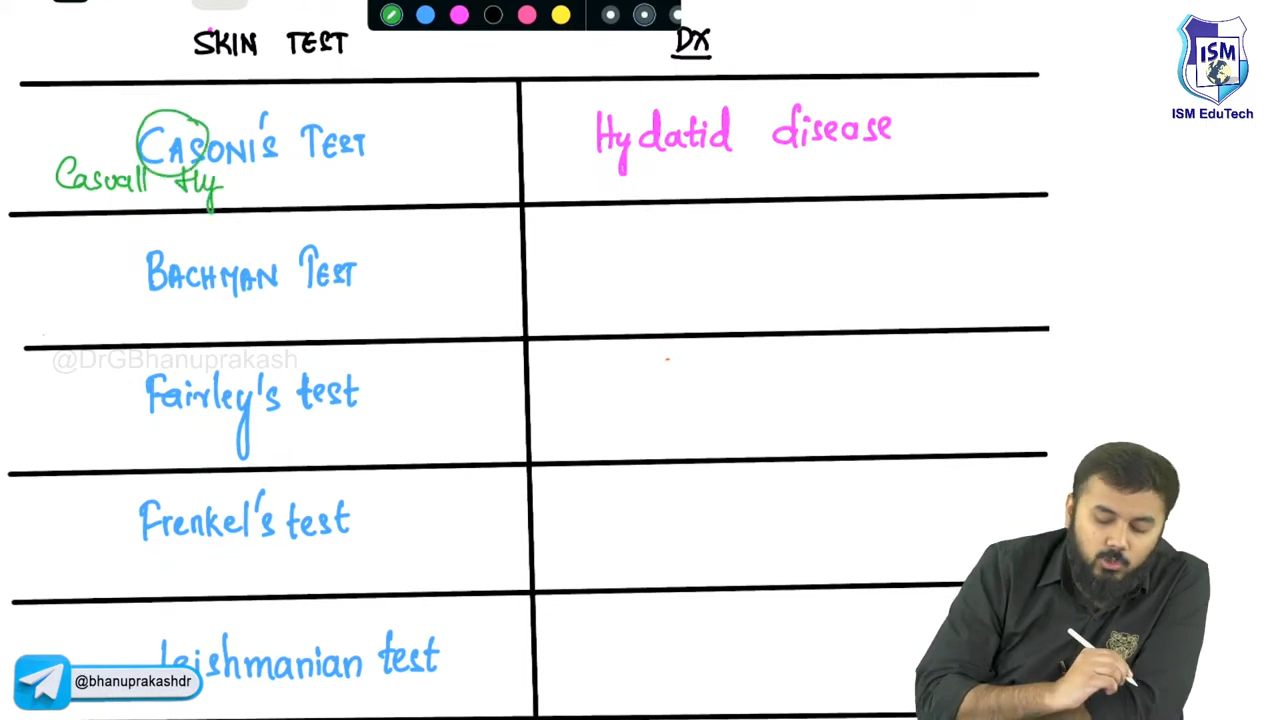 SKIN TEST DX
ISM
ISM EduTech
CASONI'S TEST Hydatid disease
Casuall Hy
BACHMAN TEST
@DrGBhanuprakash
Fairley's test
Frenkel's test
Leishmanian test
@bhanuprakashdr